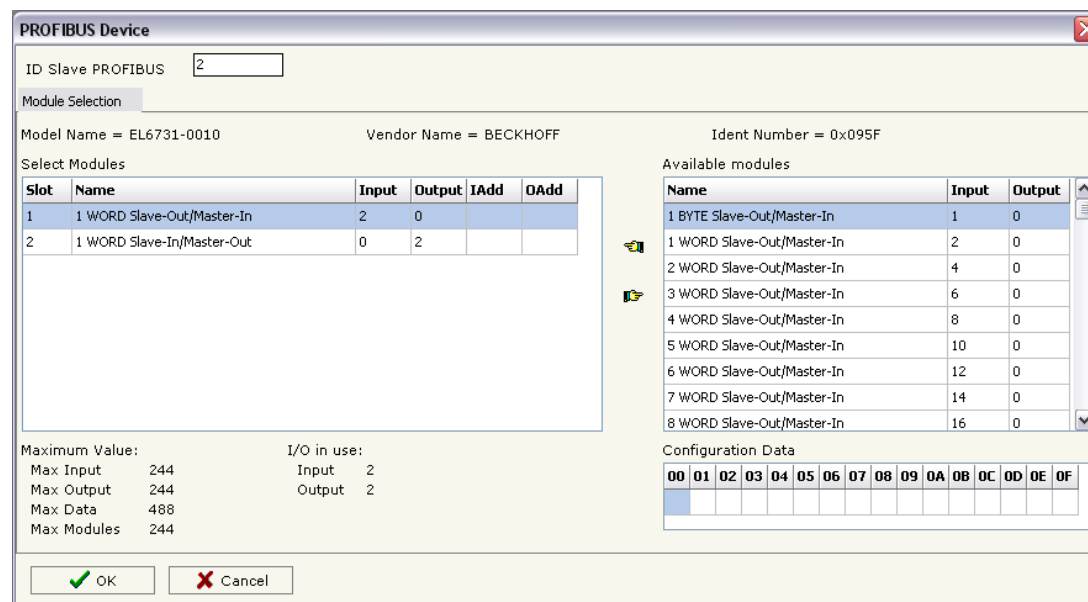 PROFIBUS Device
ID Slave PROFIBUS 2
Module Selection
Model Name = EL6731-0010 Vendor Name = BECKHOFF Ident Number = 0x095F
Select Modules
Slot Name Input Output IAdd OAdd
1 1 WORD Slave-Out/Master-In 2 0
2 1 WORD Slave-In/Master-Out 0 2
Available modules
Name Input Output
1 BYTE Slave-Out/Master-In 1 0
1 WORD Slave-Out/Master-In 2 0
2 WORD Slave-Out/Master-In 4 0
3 WORD Slave-Out/Master-In 6 0
4 WORD Slave-Out/Master-In 8 0
5 WORD Slave-Out/Master-In 10 0
6 WORD Slave-Out/Master-In 12 0
7 WORD Slave-Out/Master-In 14 0
8 WORD Slave-Out/Master-In 16 0
Maximum Value:
Max Input 244
Max Output 244
Max Data 488
Max Modules 244
I/O in use:
Input 2
Output 2
Configuration Data
00 01 02 03 04 05 06 07 08 09 0A 0B 0C 0D 0E 0F
OK Cancel